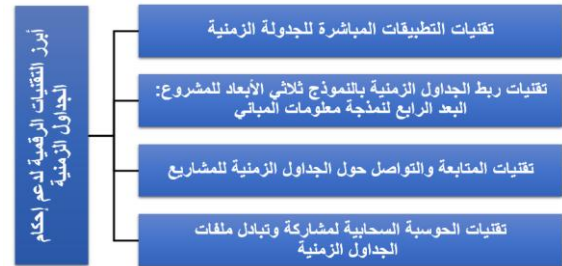 أبرز التقنيات الرقمية لدعم إحكام
الجداول الزمنية
تقنيات التطبيقات المباشرة للجدولة الزمنية
تقنيات ربط الجداول الزمنية بالنموذج ثلاثي الأبعاد للمشروع:
البعد الرابع لنمذجة معلومات المباني
تقنيات المتابعة والتواصل حول الجداول الزمنية للمشاريع
تقنيات الحوسبة السحابية لمشاركة وتبادل ملفات
الجداول الزمنية